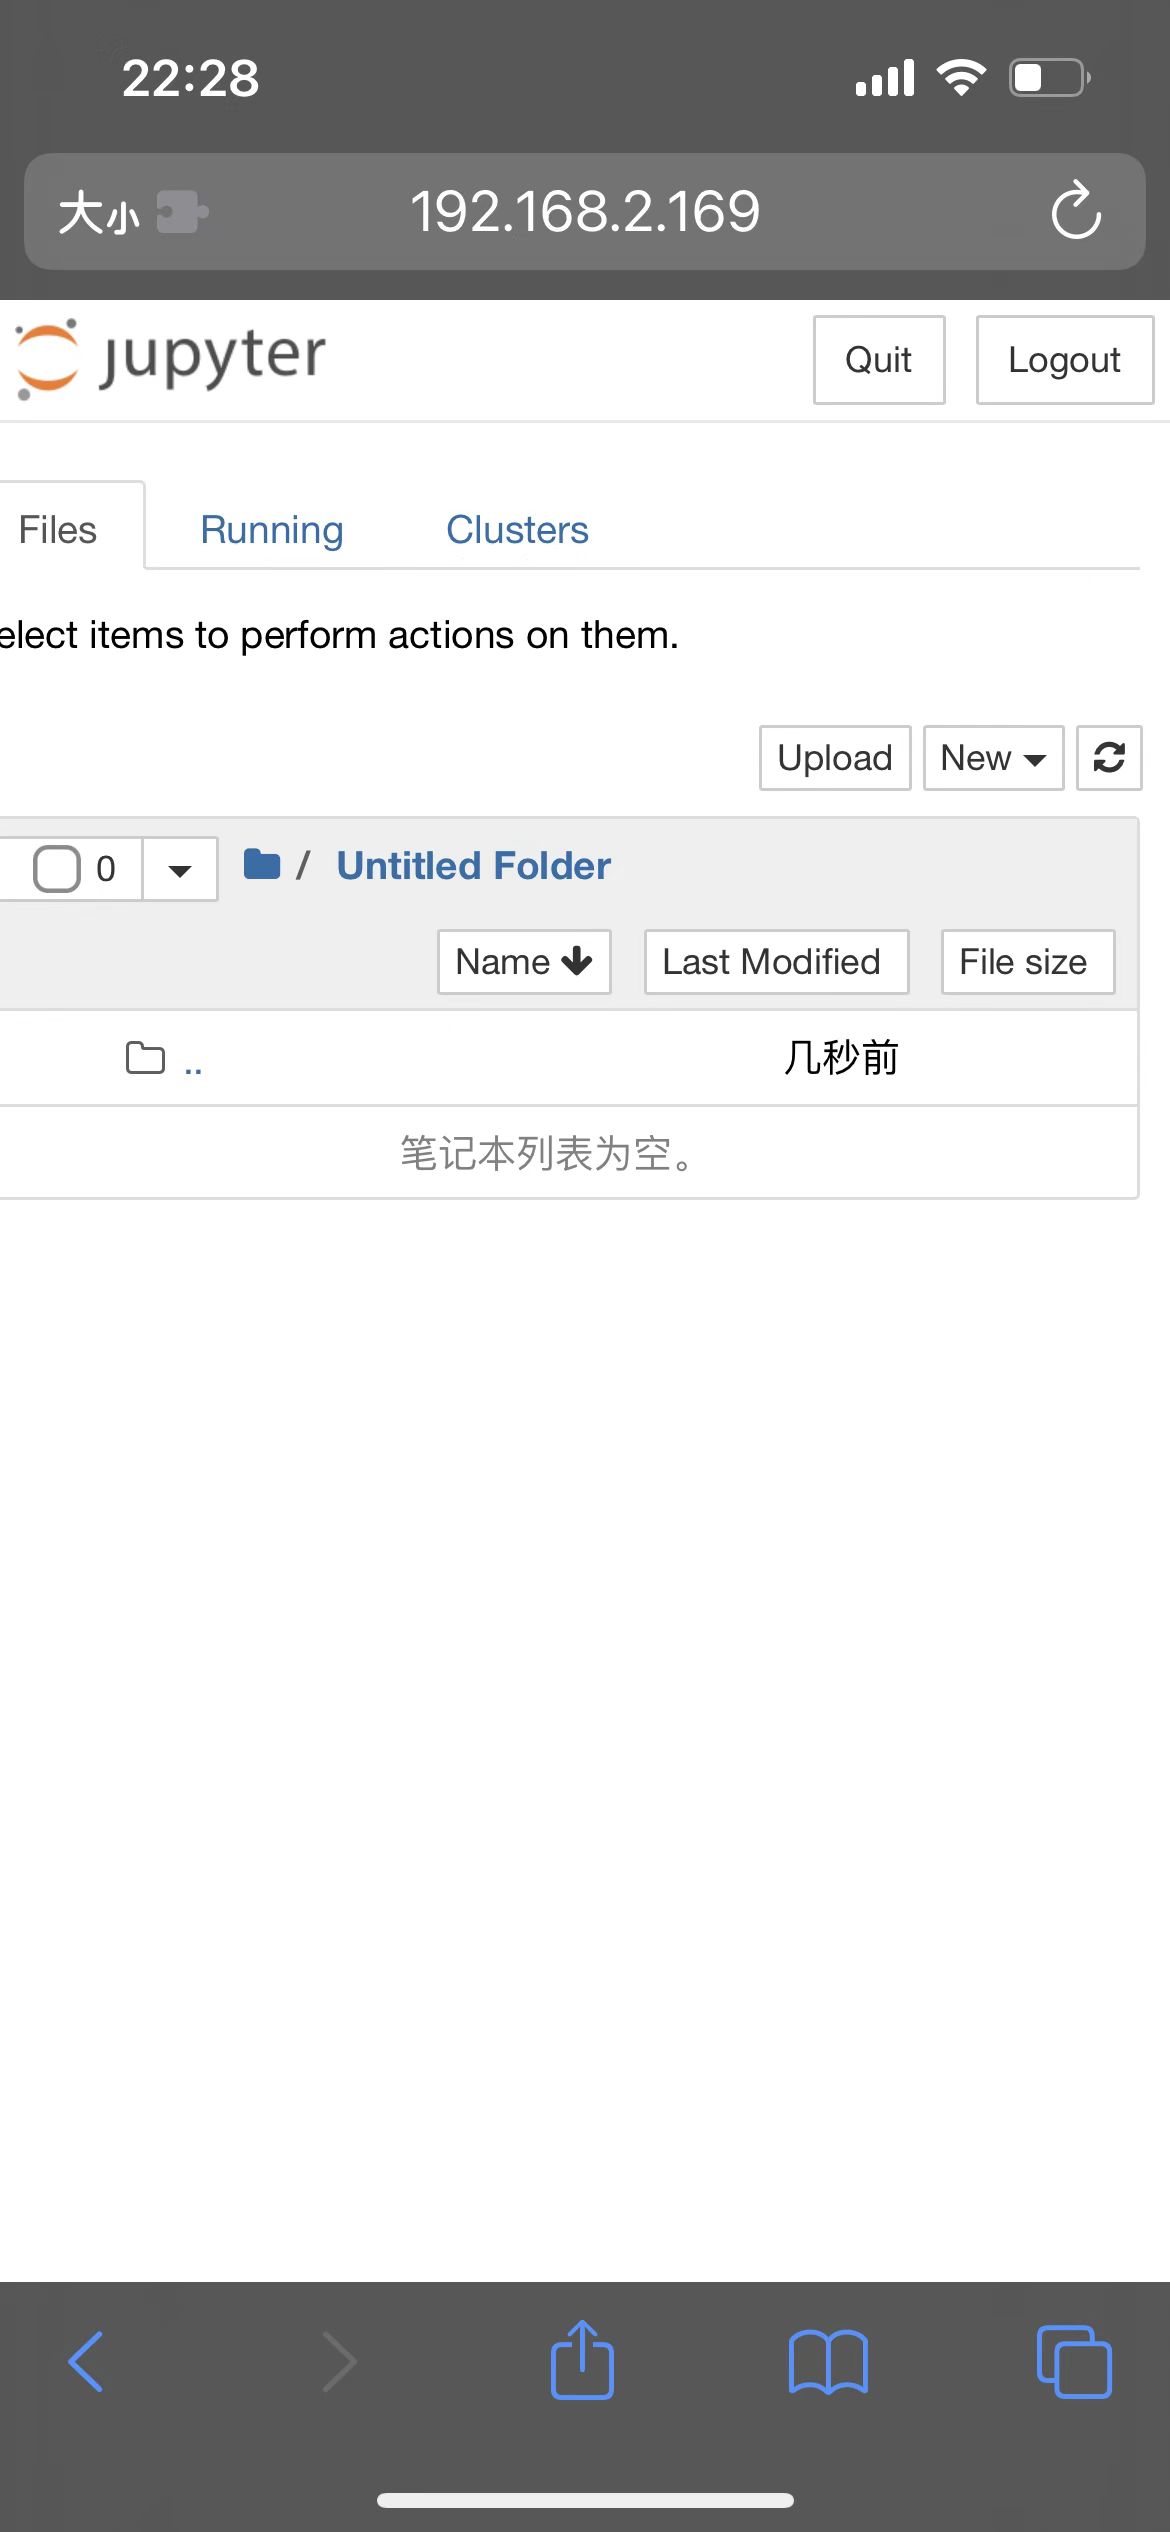 22:28
大小 192.168.2.169
jupyter Quit Logout
Files Running Clusters
elect items to perform actions on them.
Upload New
0 / Untitled Folder
Name Last Modified File size
.. 几秒前
笔记本列表为空。